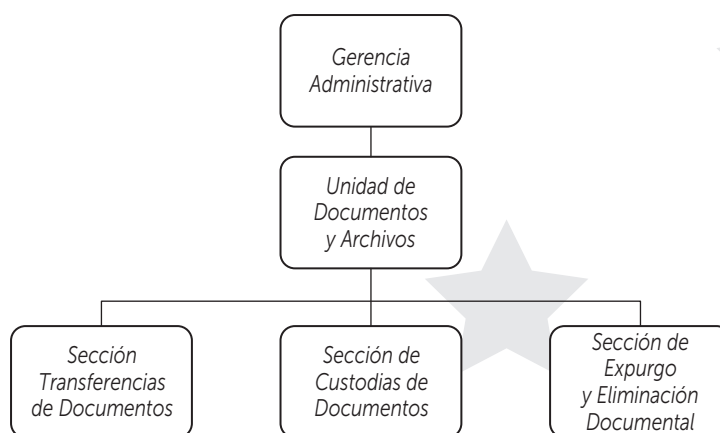 Gerencia
Administrativa
Unidad de
Documentos
y Archivos
Sección
Transferencias
de Documentos
Sección de
Custodias de
Documentos
Sección de
Expurgo
y Eliminación
Documental